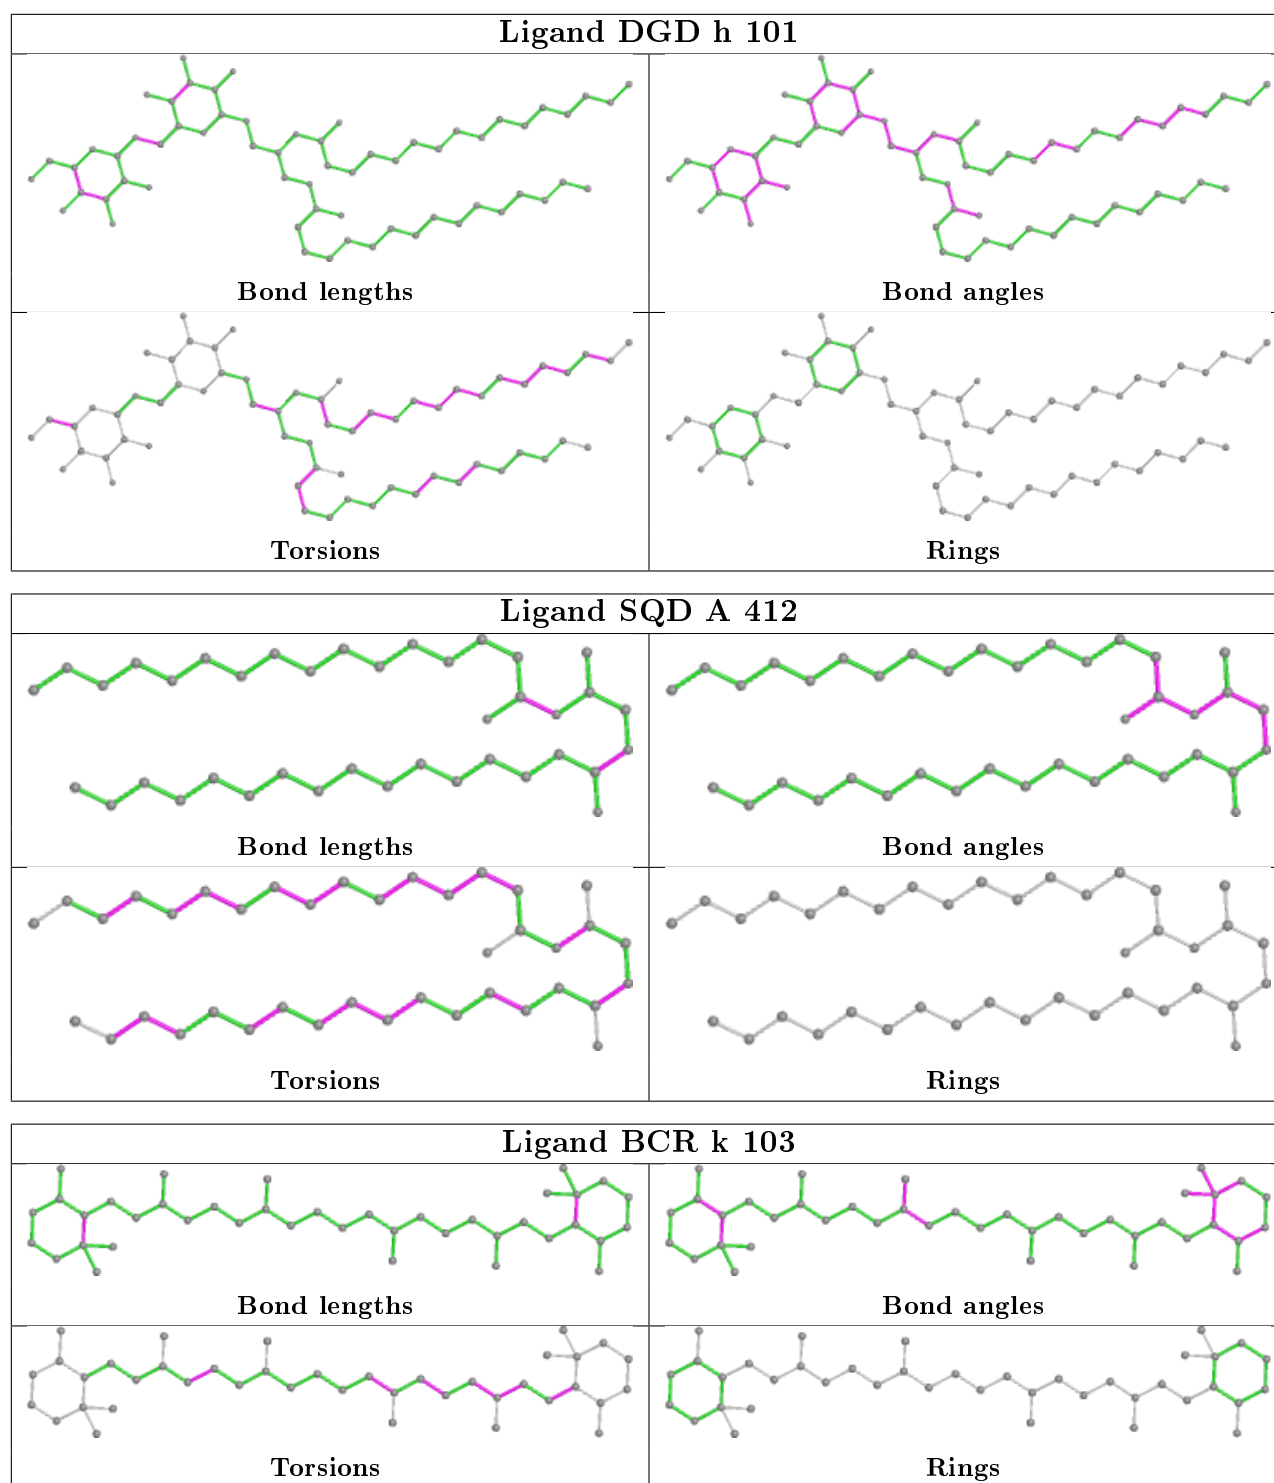 Ligand DGD h 101
Bond lengths
Bond angles
Torsions
Rings
Ligand SQD A 412
Bond lengths
Bond angles
Torsions
Rings
Ligand BCR k 103
Bond lengths
Bond angles
Torsions
Rings